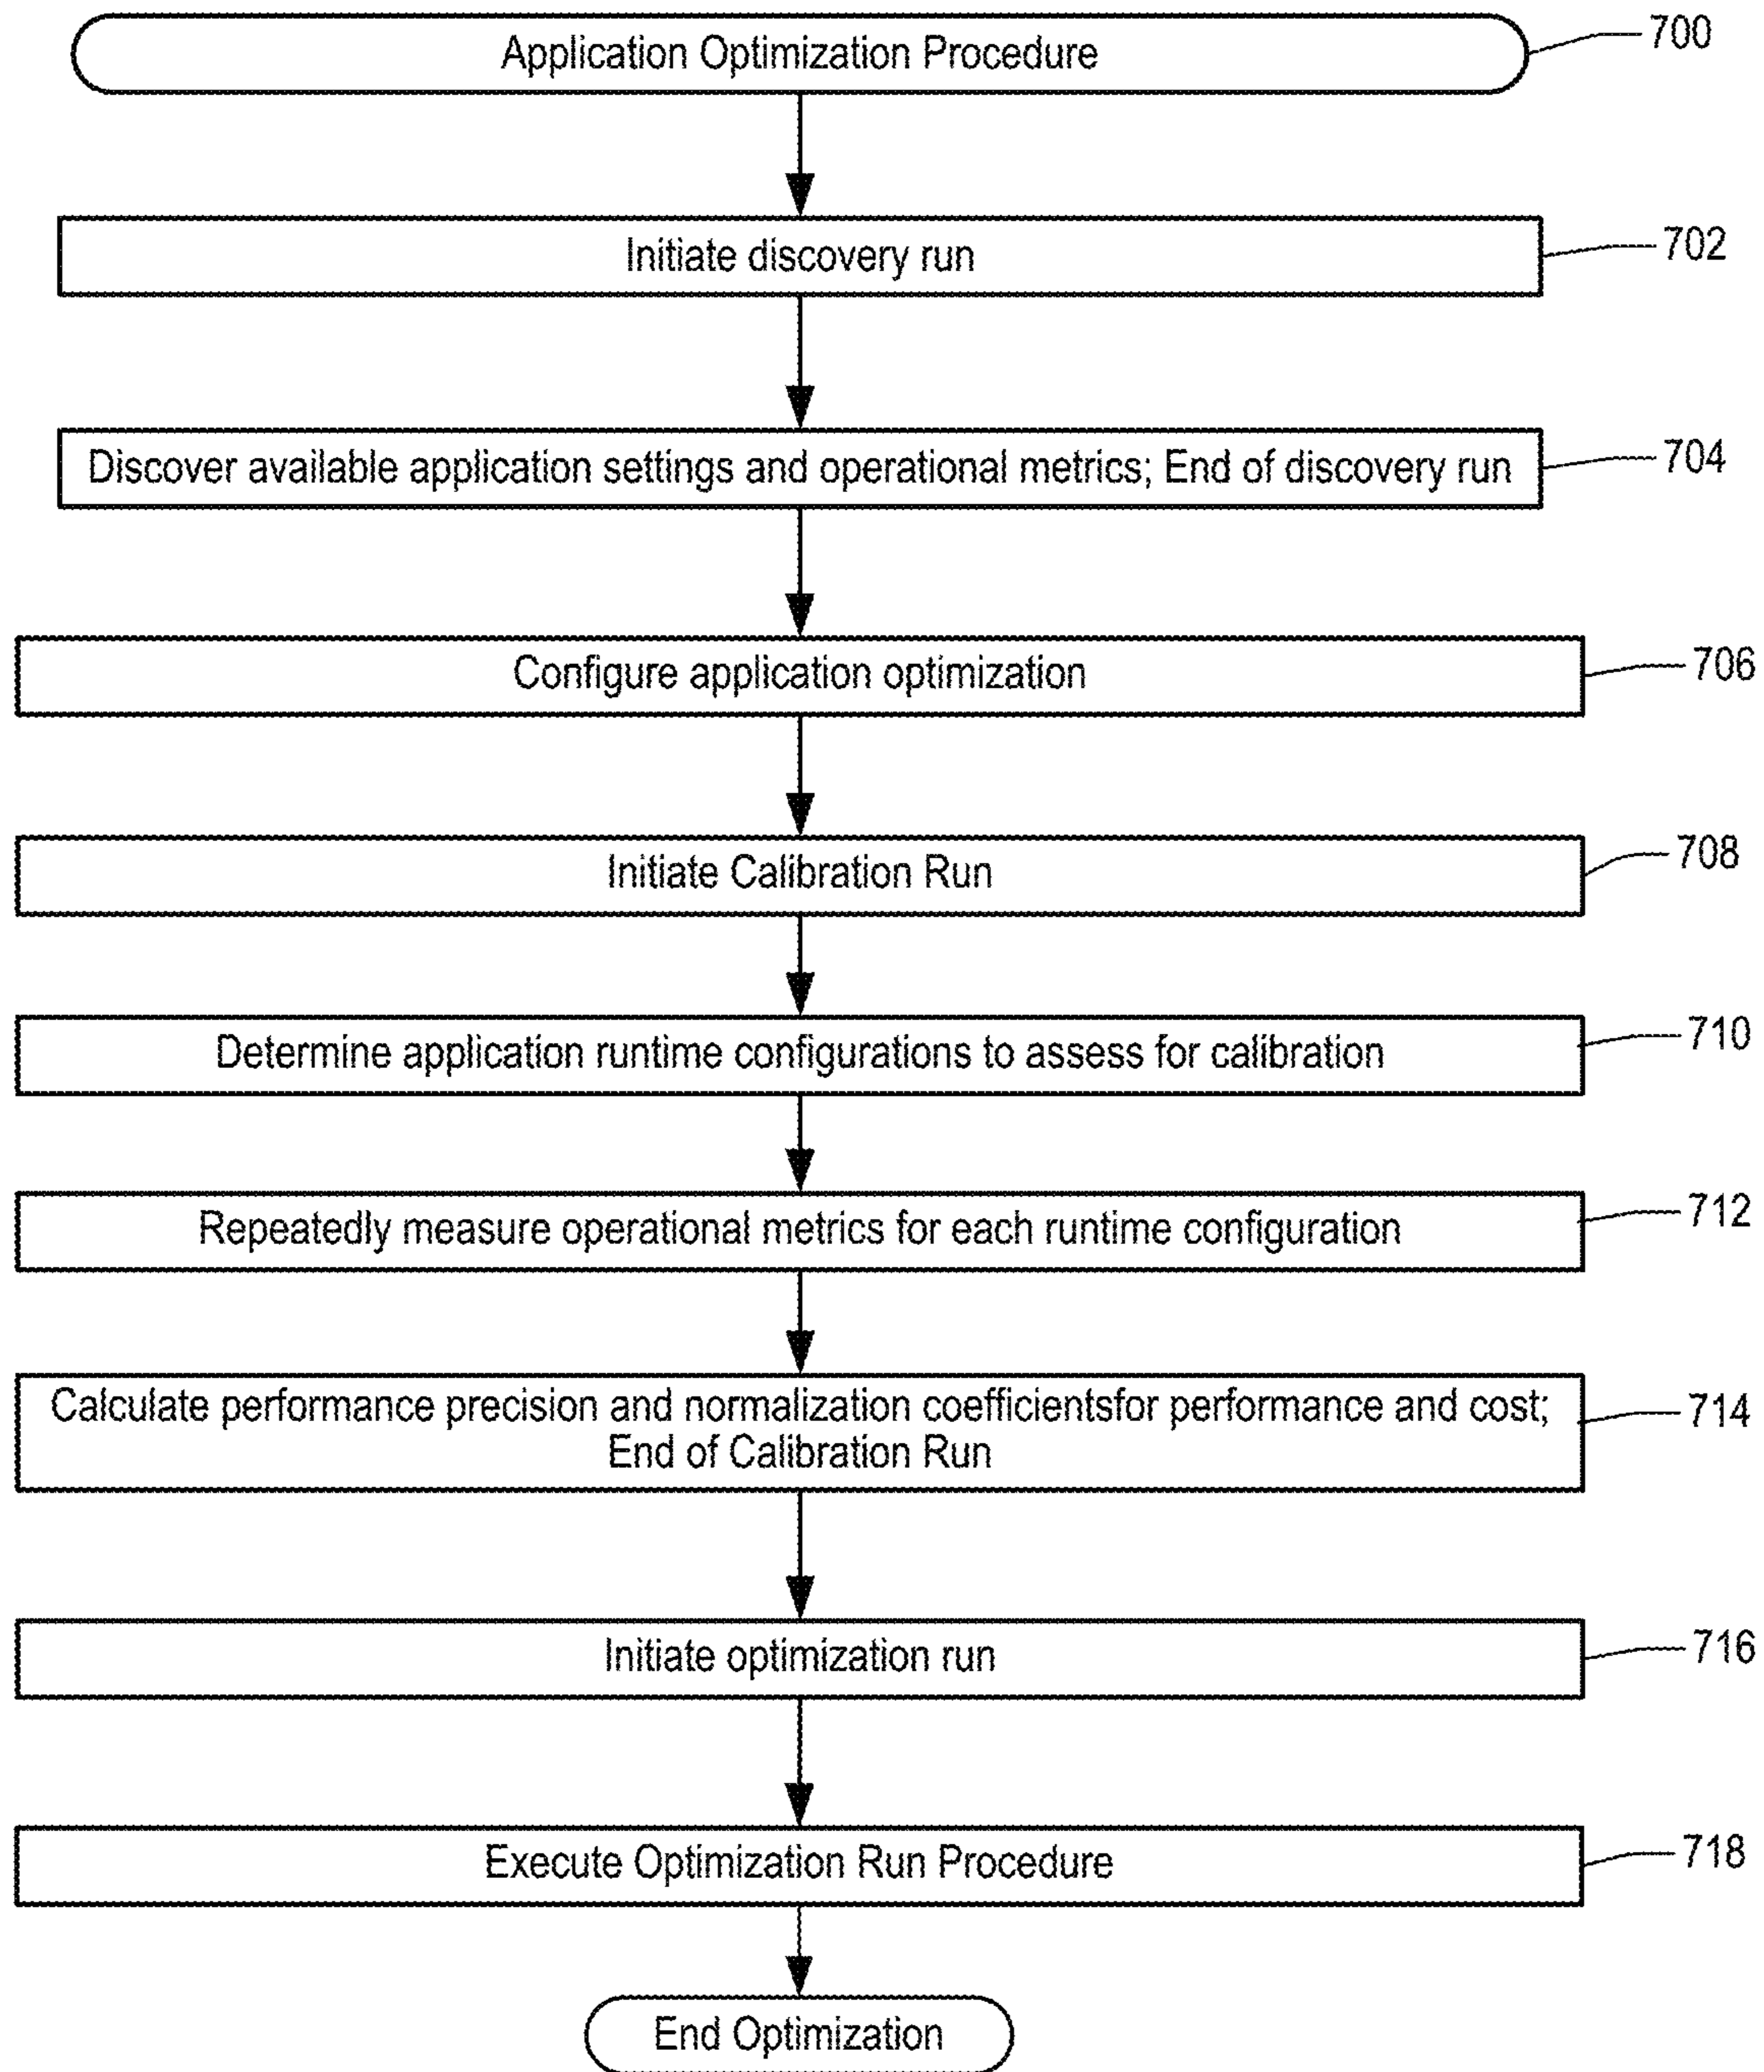 Application Optimization Procedure
700
Initiate discovery run
702
Discover available application settings and operational metrics; End of discovery run
704
Configure application optimization
706
Initiate Calibration Run
708
Determine application runtime configurations to assess for calibration
710
Repeatedly measure operational metrics for each runtime configuration
712
Calculate performance precision and normalization coefficientsfor performance and cost;
End of Calibration Run
714
Initiate optimization run
716
Execute Optimization Run Procedure
718
End Optimization